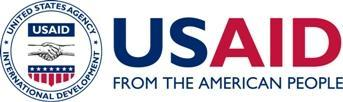 UNITED STATES AGENCY
USAID
INTERNATIONAL DEVELOPMENT
USAID
FROM THE AMERICAN PEOPLE